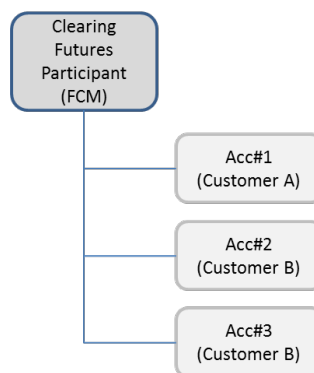 Clearing
Futures
Participant
(FCM)
Acc#1
(Customer A)
Acc#2
(Customer B)
Acc#3
(Customer B)